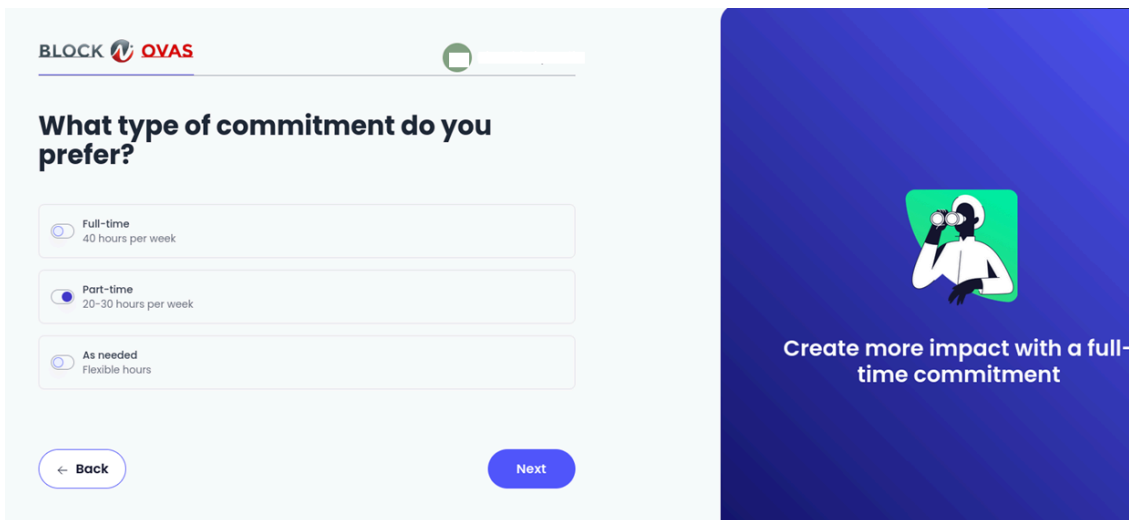 BLOCK NOVAS
What type of commitment do you
prefer?
Full-time
40 hours per week
Part-time
20-30 hours per week
As needed
Flexible hours
← Back
Next
Create more impact with a full-
time commitment